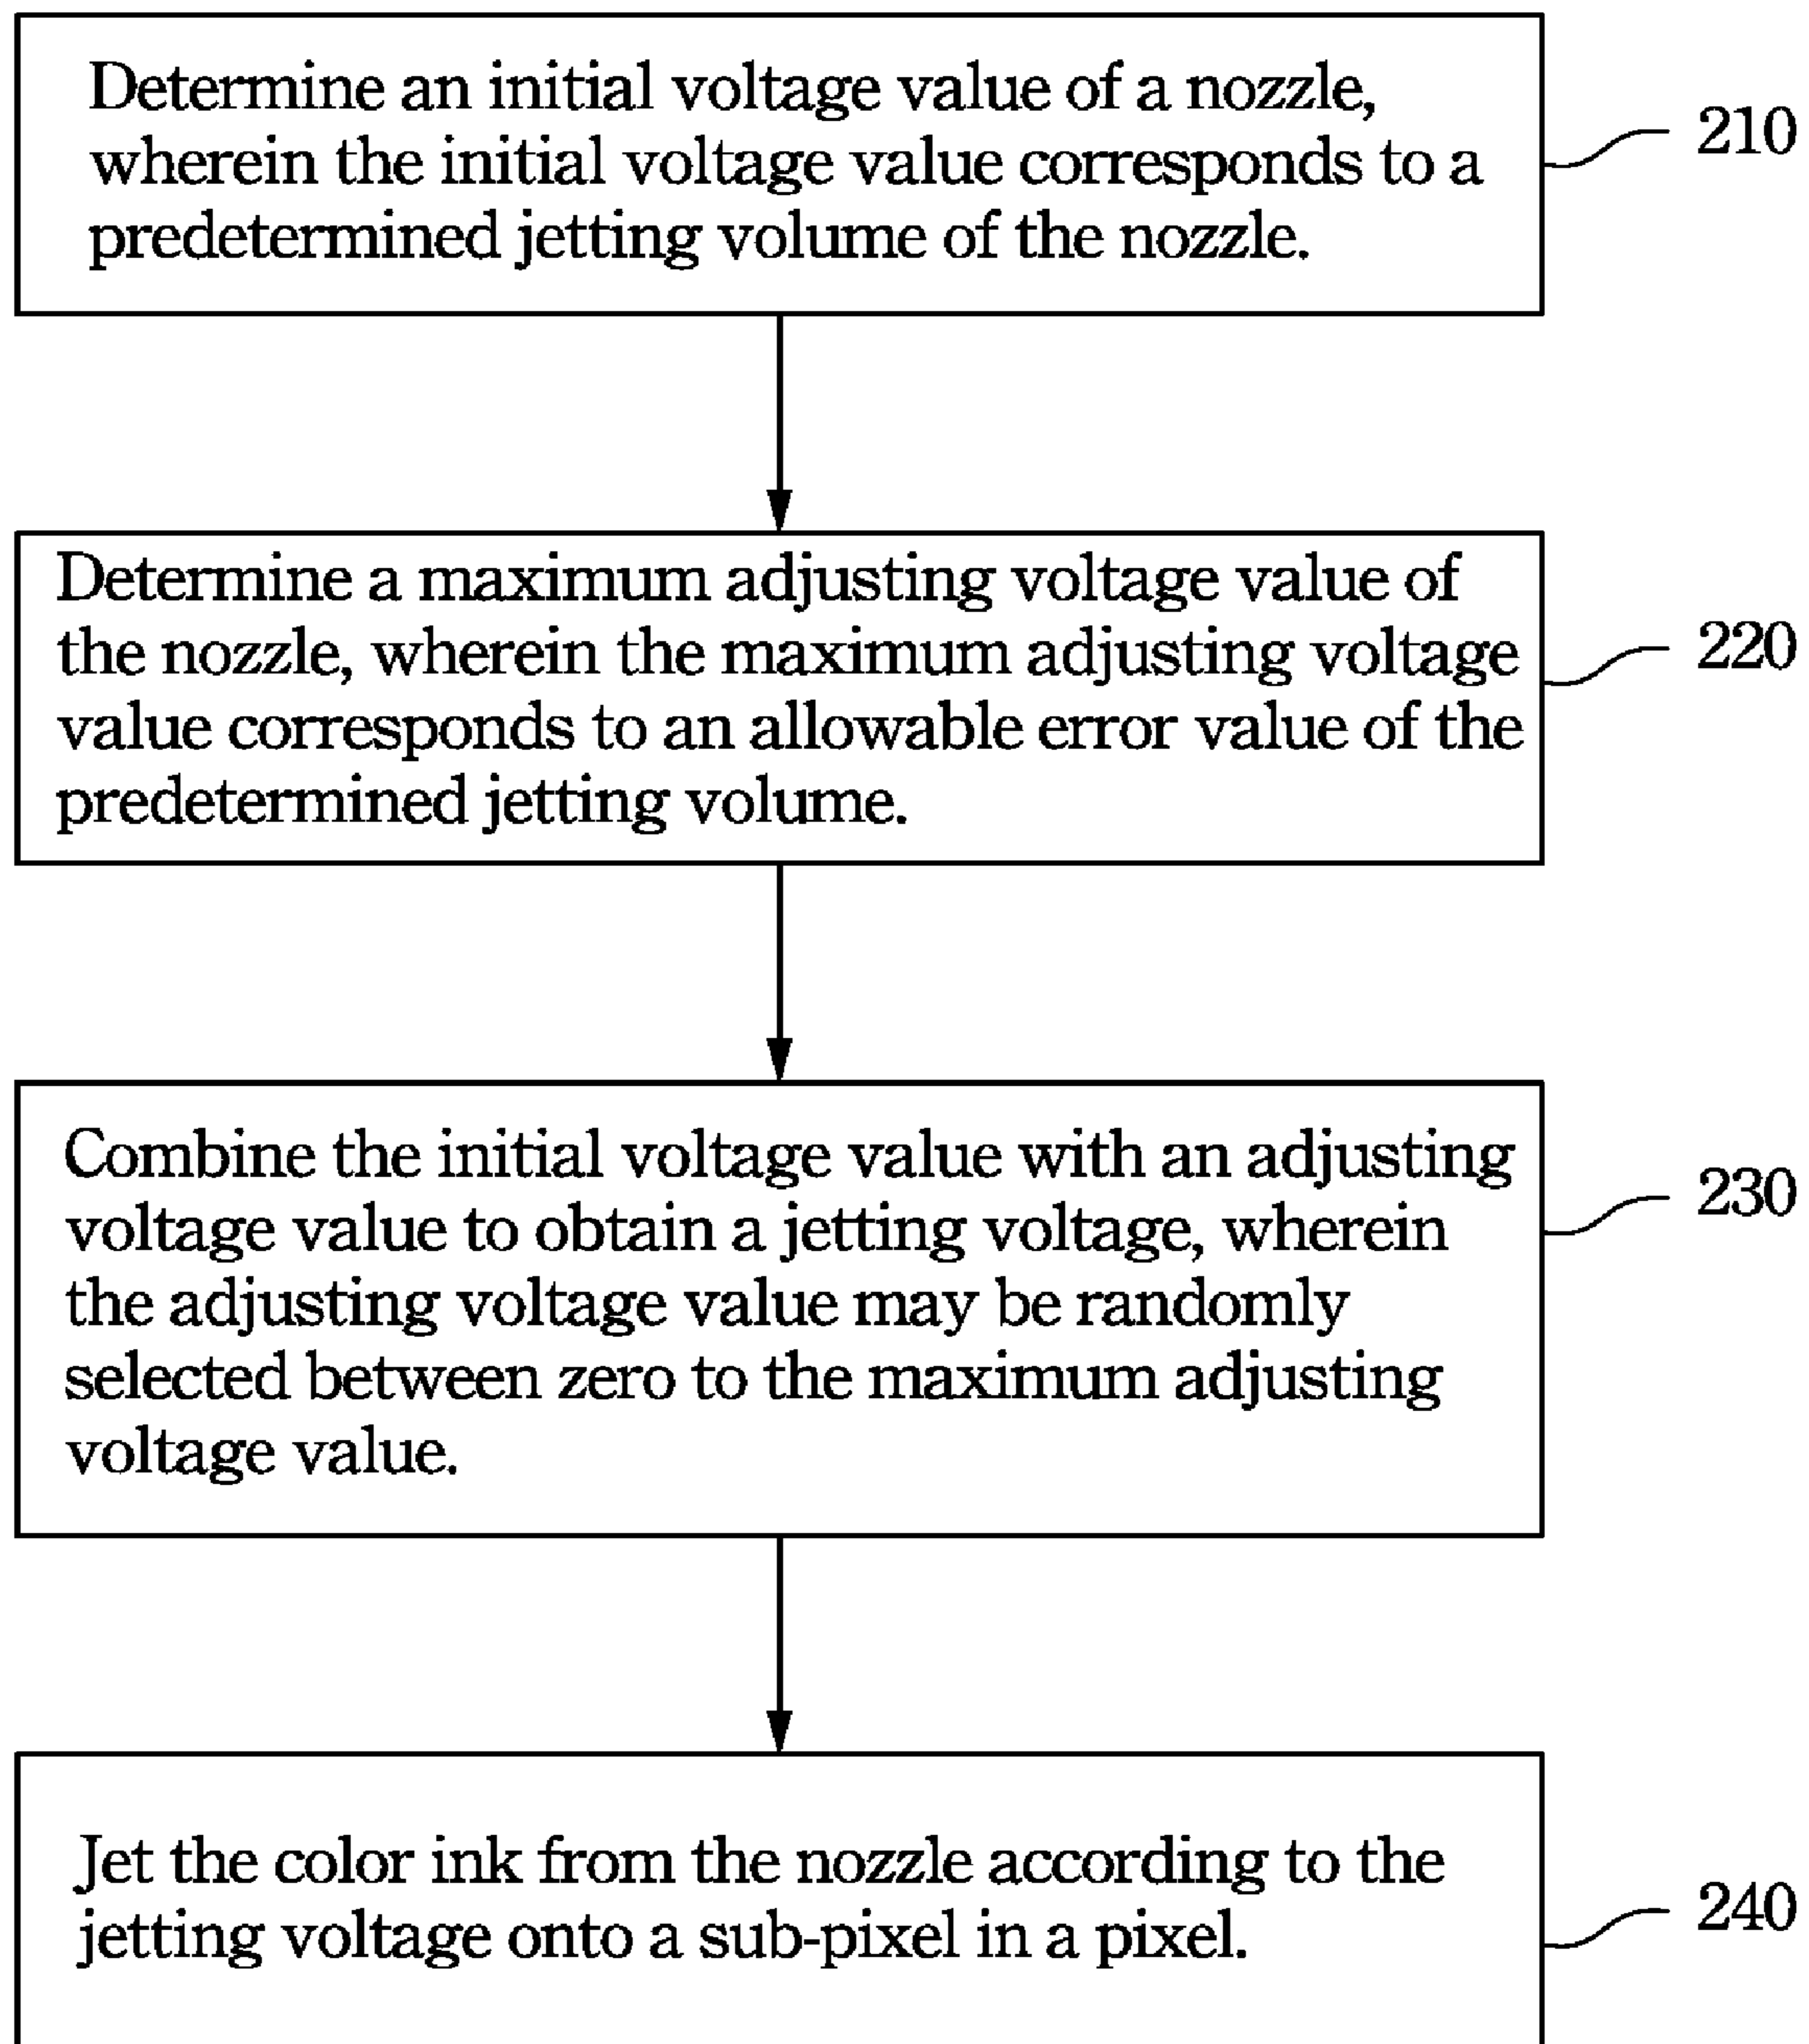 Determine an initial voltage value of a nozzle,
wherein the initial voltage value corresponds to a
predetermined jetting volume of the nozzle.
210
Determine a maximum adjusting voltage value of
the nozzle, wherein the maximum adjusting voltage
value corresponds to an allowable error value of the
predetermined jetting volume.
220
Combine the initial voltage value with an adjusting
voltage value to obtain a jetting voltage, wherein
the adjusting voltage value may be randomly
selected between zero to the maximum adjusting
voltage value.
230
Jet the color ink from the nozzle according to the
jetting voltage onto a sub-pixel in a pixel.
240